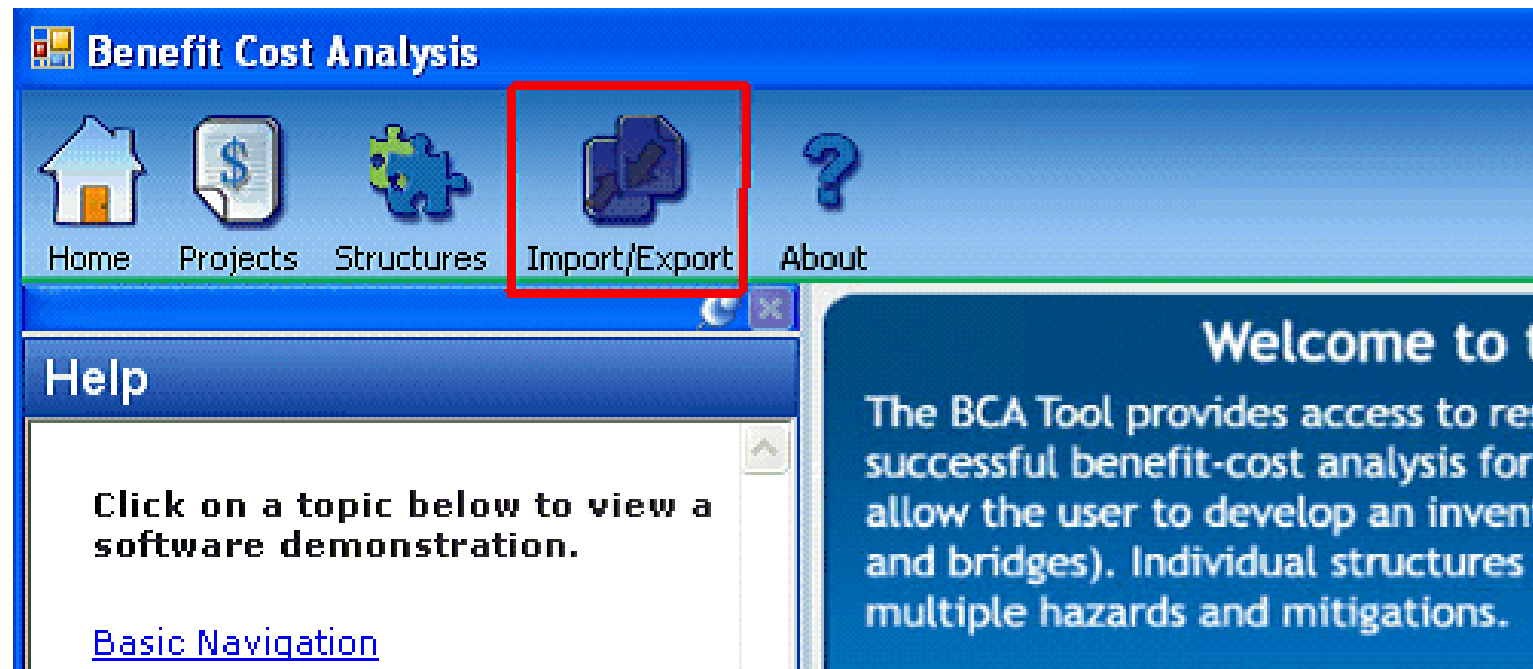 Benefit Cost Analysis
Home Projects Structures Import/Export About
Help
Click on a topic below to view a
software demonstration.
Basic Navigation
Welcome to
The BCA Tool provides access to
successful benefit-cost analysis for
allow the user to develop an
and bridges). Individual structures
multiple hazards and mitigations.